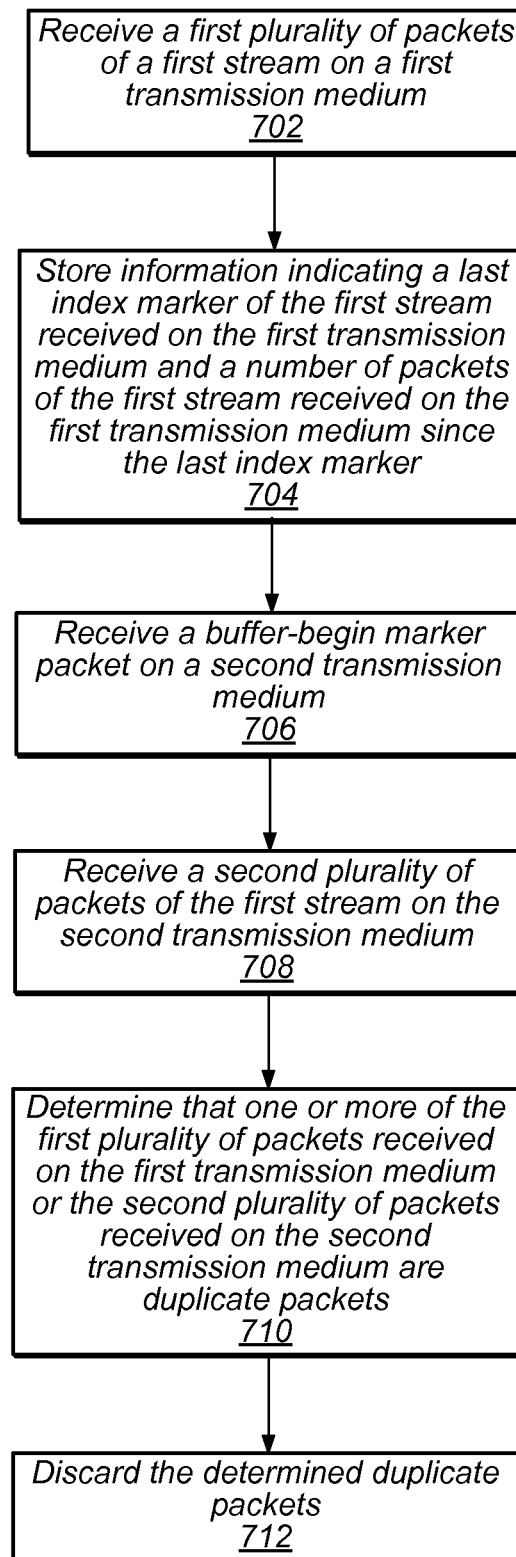 Receive a first plurality of packets
of a first stream on a first
transmission medium
702
Store information indicating a last
index marker of the first stream
received on the first transmission
medium and a number of packets
of the first stream received on the
first transmission medium since
the last index marker
704
Receive a buffer-begin marker
packet on a second transmission
medium
706
Receive a second plurality of
packets of the first stream on the
second transmission medium
708
Determine that one or more of the
first plurality of packets received
on the first transmission medium
or the second plurality of packets
received on the second
transmission medium are
duplicate packets
710
Discard the determined duplicate
packets
712